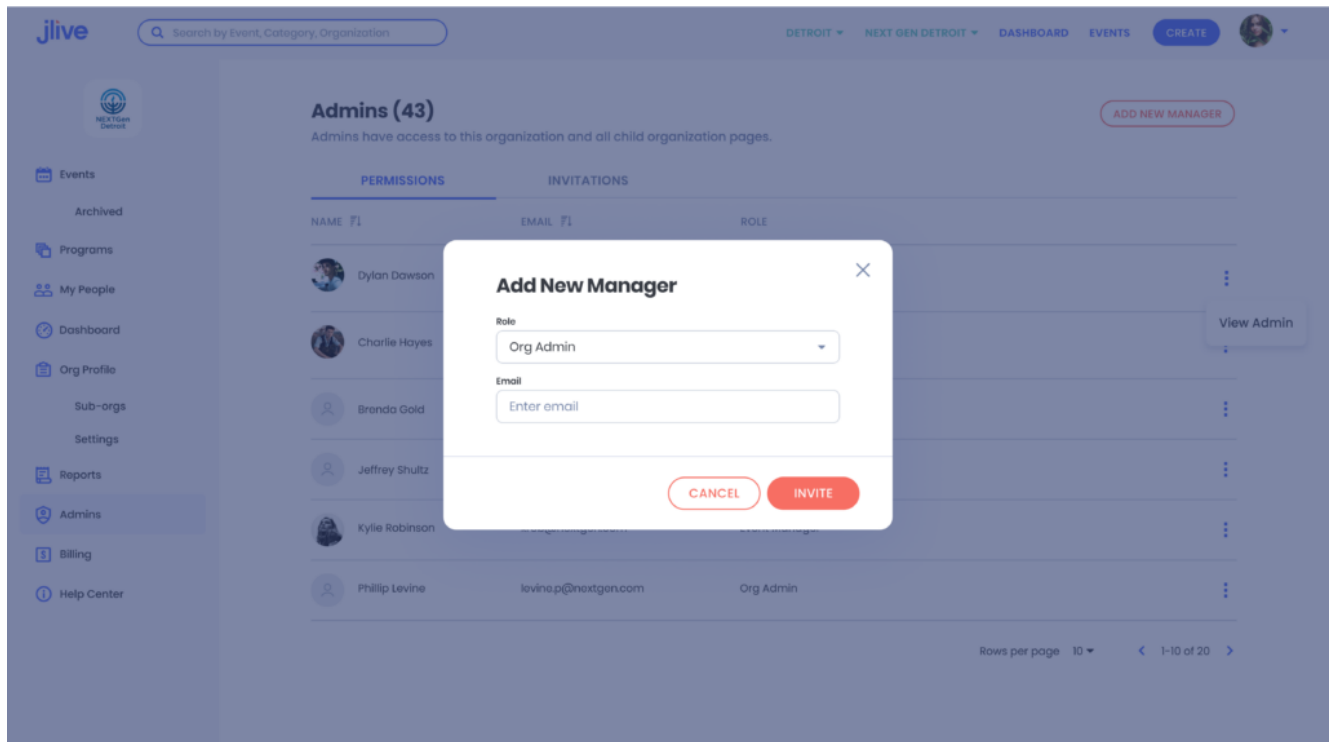 jlive
Search by Event, Category, Organization
DETROIT
NEXT GEN DETROIT
DASHBOARD
EVENTS
CREATE
NEXTGen
Detroit
Events
Archived
Programs
My People
Dashboard
Org Profile
Sub-orgs
Settings
Reports
Admins
Billing
Help Center
Admins (43)
Admins have access to this organization and all child organization pages.
ADD NEW MANAGER
PERMISSIONS
INVITATIONS
NAME
EMAIL
ROLE
Dylan Dawson
Charlie Hayes
View Admin
Brenda Gold
Jeffrey Shultz
Kylie Robinson
Phillip Levine
levine.p@nextgen.com
Org Admin
Rows per page
10
1-10 of 20
Add New Manager
Role
Org Admin
Email
Enter email
CANCEL
INVITE